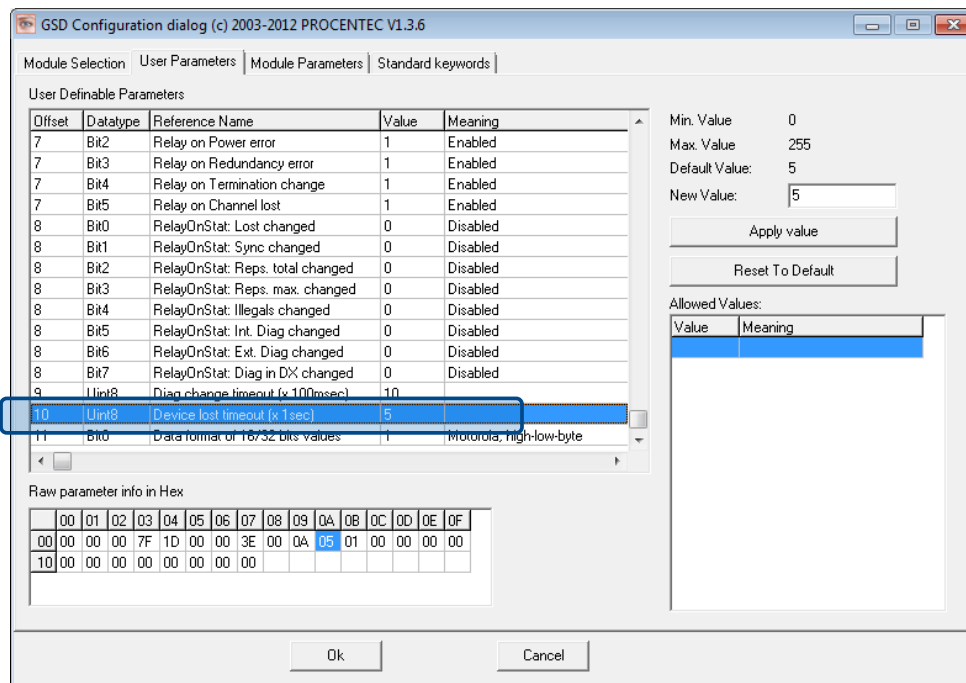 GSD Configuration dialog (c) 2003-2012 PROCENTEC V1.3.6
Module Selection User Parameters Module Parameters Standard keywords
User Definable Parameters
Offset Datatype Reference Name Value Meaning
7 Bit2 Relay on Power error 1 Enabled
7 Bit3 Relay on Redundancy error 1 Enabled
7 Bit4 Relay on Termination change 1 Enabled
7 Bit5 Relay on Channel lost 1 Enabled
8 Bit0 RelayOnStat: Lost changed 0 Disabled
8 Bit1 RelayOnStat: Sync changed 0 Disabled
8 Bit2 RelayOnStat: Reps. total changed 0 Disabled
8 Bit3 RelayOnStat: Reps. max. changed 0 Disabled
8 Bit4 RelayOnStat: Illegals changed 0 Disabled
8 Bit5 RelayOnStat: Int. Diag changed 0 Disabled
8 Bit6 RelayOnStat: Ext. Diag changed 0 Disabled
8 Bit7 RelayOnStat: Diag in DX changed 0 Disabled
9 Uint8 Diag change timeout (x 100msec) 10
10 Uint8 Device lost timeout (x 1sec) 5
11 Bit0 Data format of 16/32 bits values 1 Motorola, high-low-byte
Min. Value 0
Max. Value 255
Default Value: 5
New Value: 5
Apply value
Reset To Default
Allowed Values:
Value Meaning
Raw parameter info in Hex
00 01 02 03 04 05 06 07 08 09 0A 0B 0C 0D 0E 0F
00 00 00 00 7F 1D 00 00 3E 00 0A 05 01 00 00 00 00
10 00 00 00 00 00 00 00 00
Ok Cancel